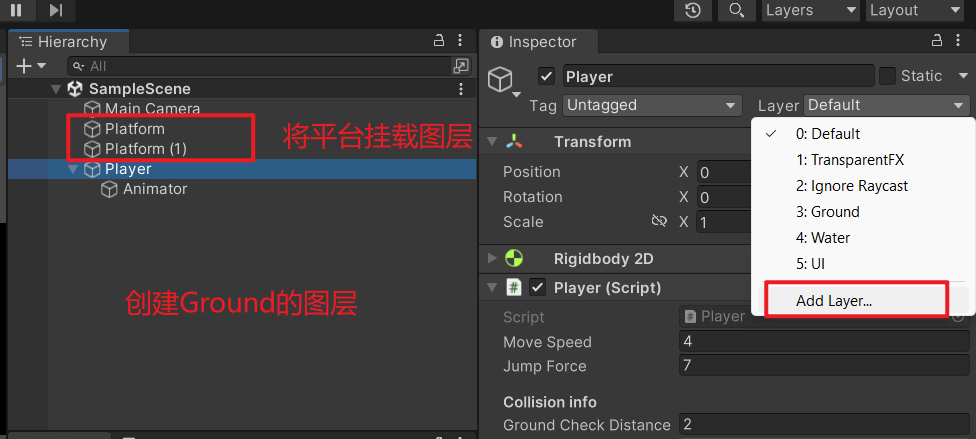 Layers
Layout
Hierarchy
All
SampleScene
Main Camera
Platform
Platform (1)
将平台挂载图层
Player
Animator
创建Ground的图层
Inspector
Player
Static
Tag Untagged
Layer Default
0: Default
1: TransparentFX
2: Ignore Raycast
3: Ground
4: Water
5: UI
Add Layer...
Transform
Position X 0
Rotation X 0
Scale X 1
Rigidbody 2D
Player (Script)
Script Player
Move Speed 4
Jump Force 7
Collision info
Ground Check Distance 2